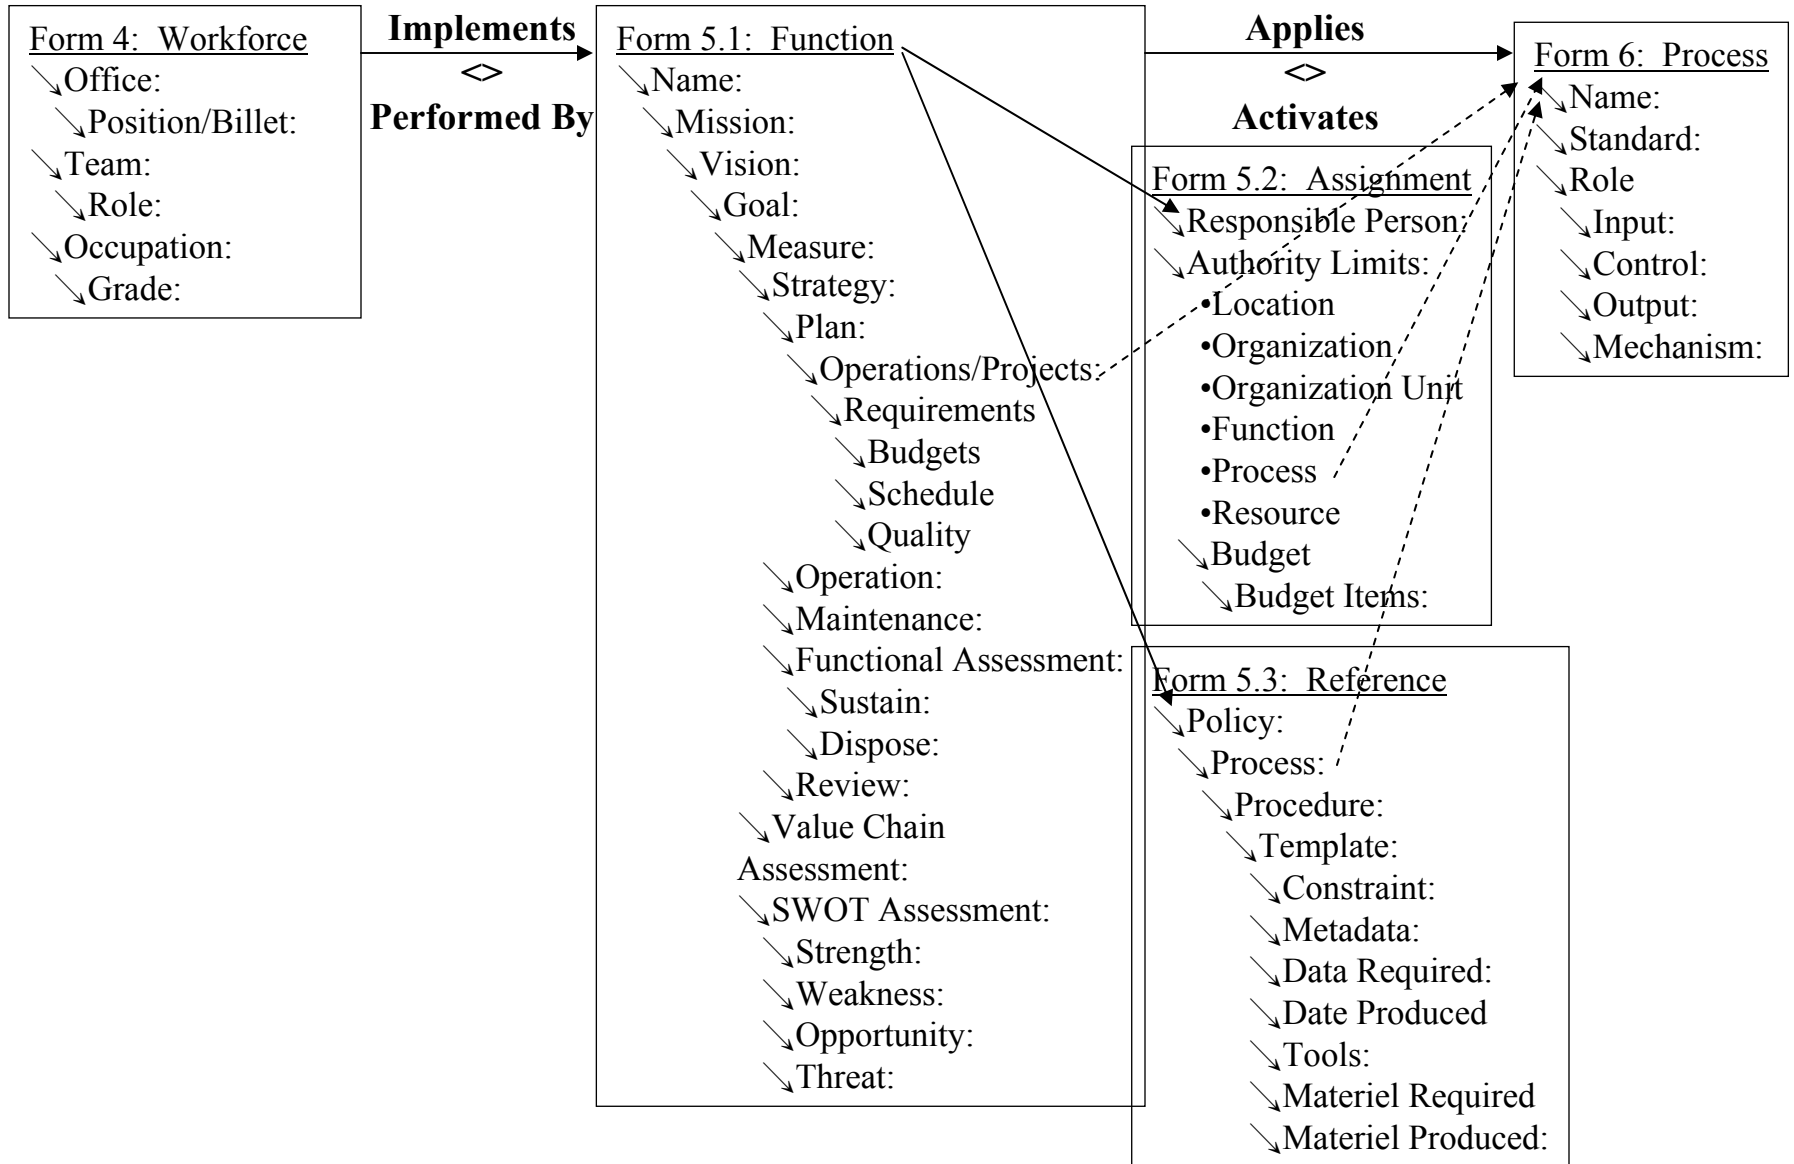 Form 4: Workforce
Office:
Position/Billet:
Team:
Role:
Occupation:
Grade:
Implements
<>
Performed By
Form 5.1: Function
Name:
Mission:
Vision:
Goal:
Measure:
Strategy:
Plan:
Operations/Projects:
Requirements
Budgets
Schedule
Quality
Operation:
Maintenance:
Functional Assessment:
Sustain:
Dispose:
Review:
Value Chain
Assessment:
SWOT Assessment:
Strength:
Weakness:
Opportunity:
Threat:
Applies
<>
Activates
Form 5.2: Assignment
Responsible Person:
Authority Limits:
•Location
•Organization
•Organization Unit
•Function
•Process
•Resource
Budget
Budget Items:
Form 5.3: Reference
Policy:
Process:
Procedure:
Template:
Constraint:
Metadata:
Data Required:
Date Produced
Tools:
Materiel Required
Materiel Produced:
Form 6: Process
Name:
Standard:
Role
Input:
Control:
Output:
Mechanism: